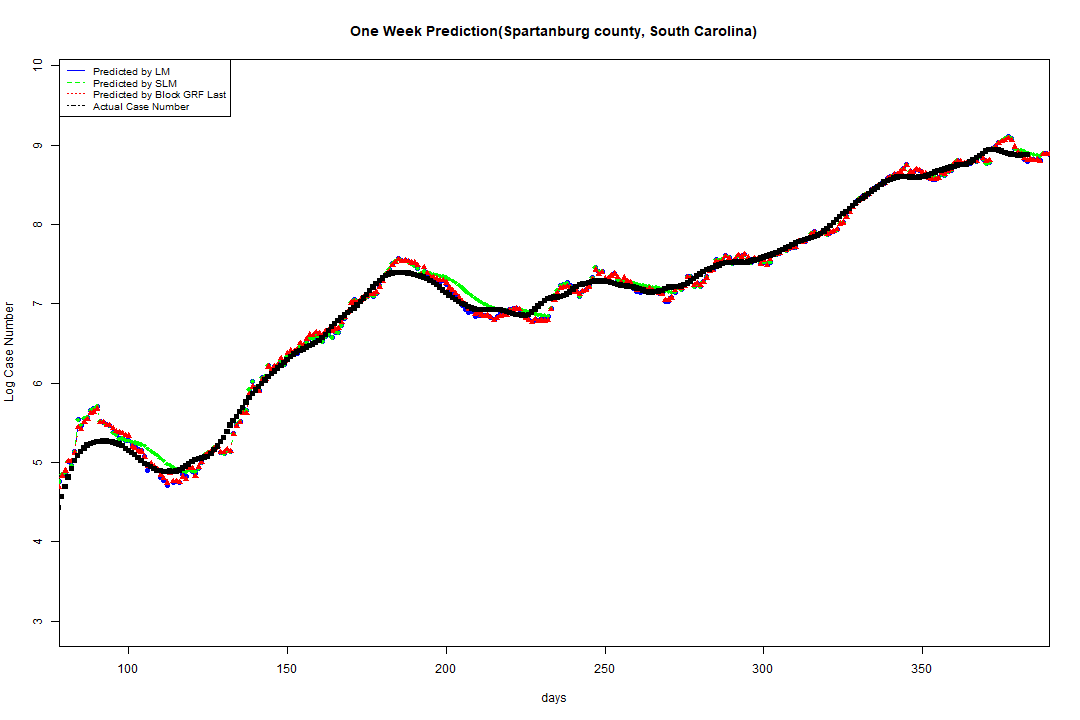 One Week Prediction(Spartanburg county, South Carolina)
Predicted by LM
Predicted by SLM
Predicted by Block GRF Last
Actual Case Number
10
9
8
7
6
5
4
3
Log Case Number
100 150 200 250 300 350
days